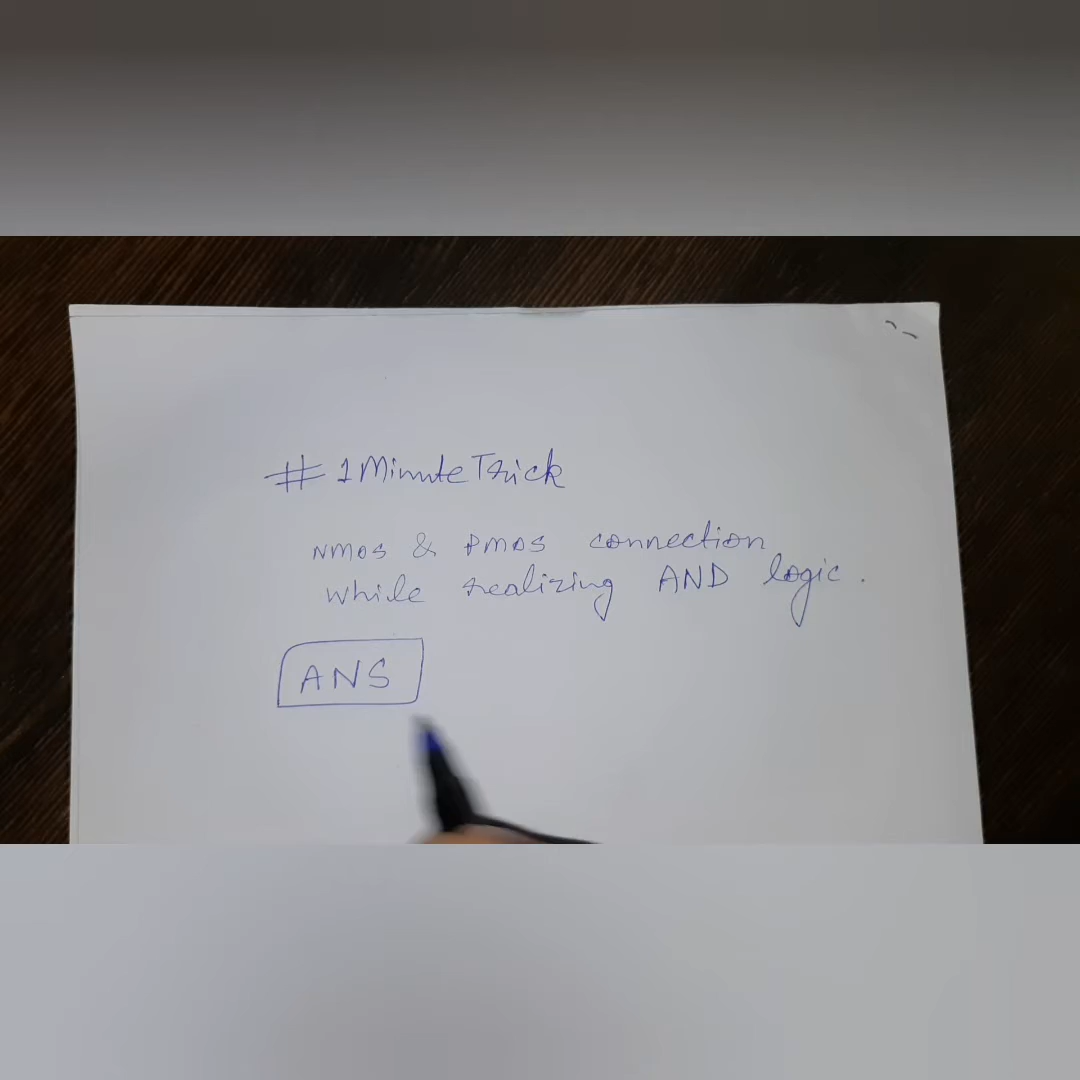 # 1MinuteTrick
NMOS & PMOS connection
while realizing AND logic.
ANS